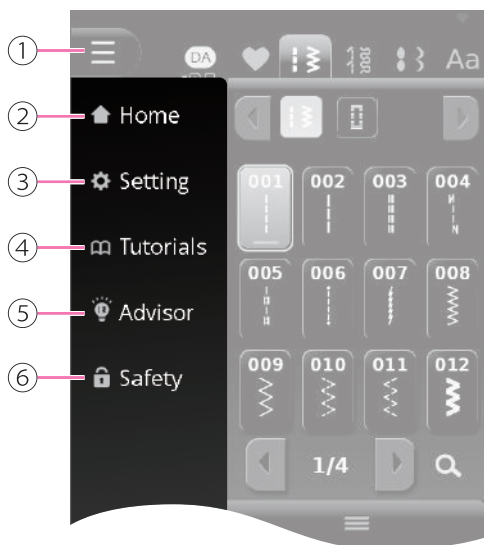 ①
DA
Aa
② Home
③ Setting
④ Tutorials
⑤ Advisor
⑥ Safety
001 002 003 004
005 006 007 008
009 010 011 012
1/4